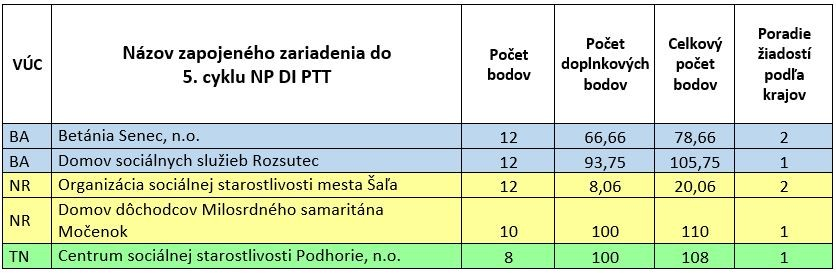 VÚC Názov zapojeného zariadenia do 5. cyklu NP DI PTT Počet bodov Počet doplnkových bodov Celkový počet bodov Poradie žiadostí podľa krajov
BA Betánia Senec, n.o. 12 66,66 78,66 2
BA Domov sociálnych služieb Rozsutec 12 93,75 105,75 1
NR Organizácia sociálnej starostlivosti mesta Šaľa 12 8,06 20,06 2
NR Domov dôchodcov Milosrdného samaritána
Močenok 10 100 110 1
TN Centrum sociálnej starostlivosti Podhorie, n.o. 8 100 108 1